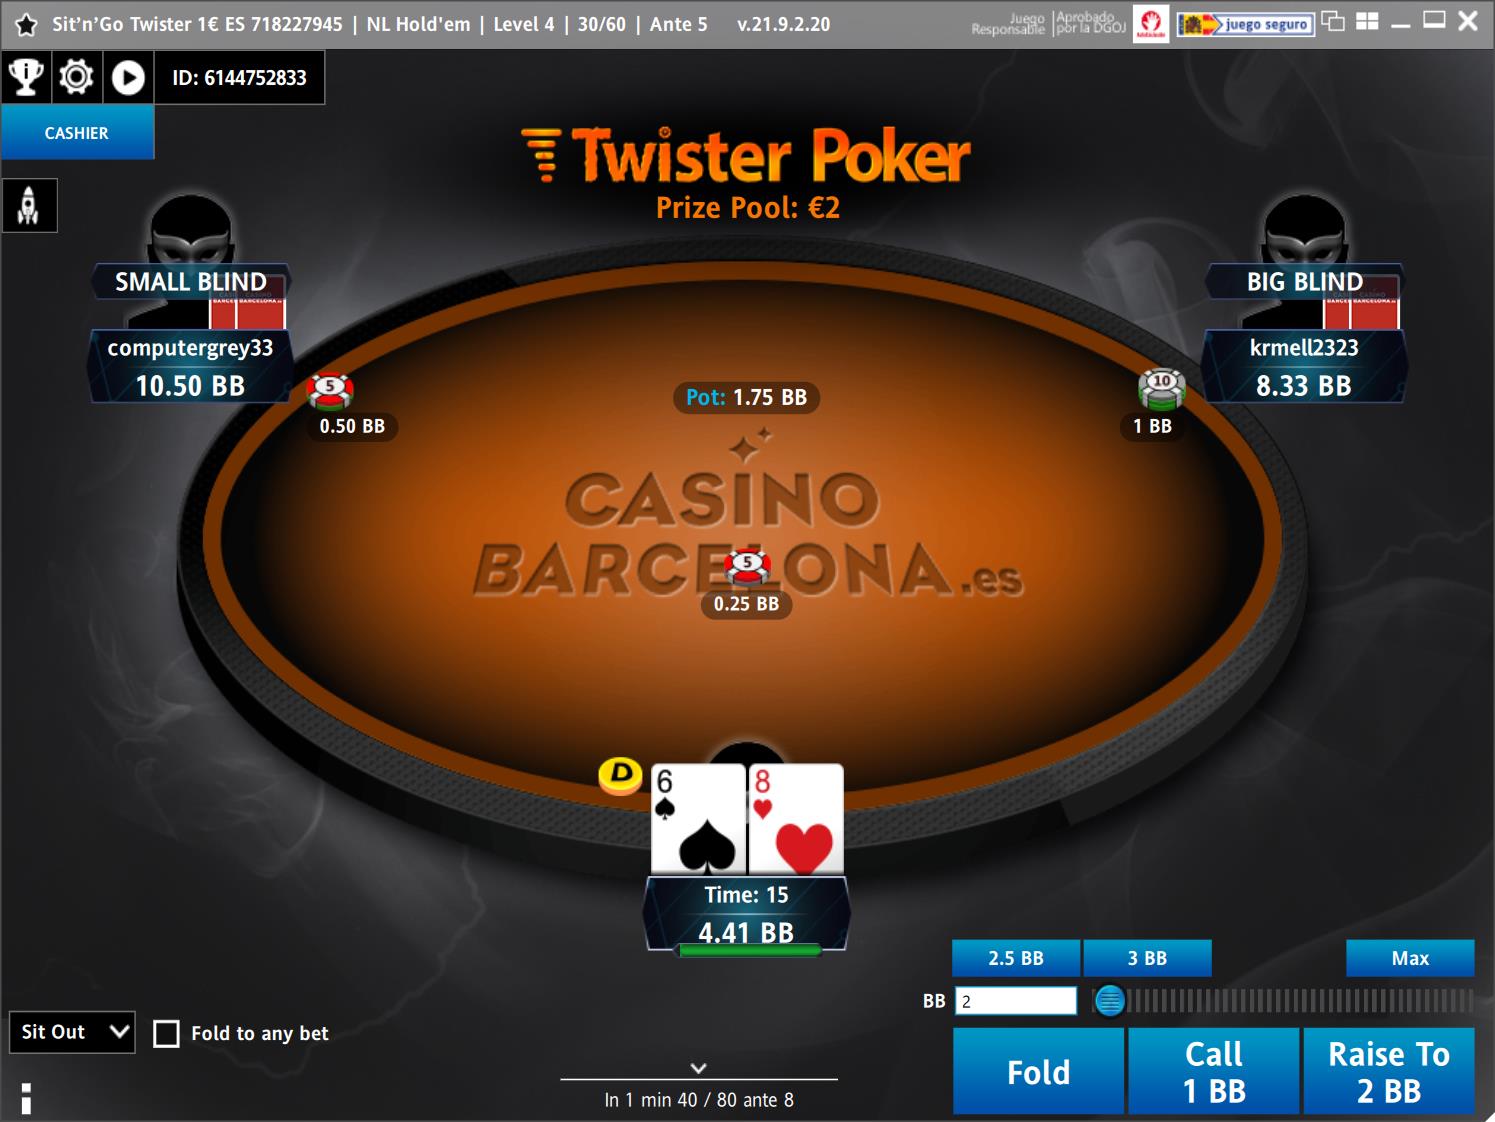 Sit’n’Go Twister 1€ ES 718227945 | NL Hold'em | Level 4 | 30/60 | Ante 5 v.21.9.2.20
Juego Responsable
Aprobado por la DGOJ
juego seguro
ID: 6144752833
CASHIER
Twister Poker
Prize Pool: €2
SMALL BLIND
computergrey33
10.50 BB
BIG BLIND
krmell2323
8.33 BB
5
0.50 BB
Pot: 1.75 BB
10
1 BB
CASINO
BARCELONA.es
5
0.25 BB
D
6
8
Time: 15
4.41 BB
2.5 BB
3 BB
Max
BB
2
Sit Out
Fold to any bet
Fold
Call
1 BB
Raise To
2 BB
In 1 min 40 / 80 ante 8